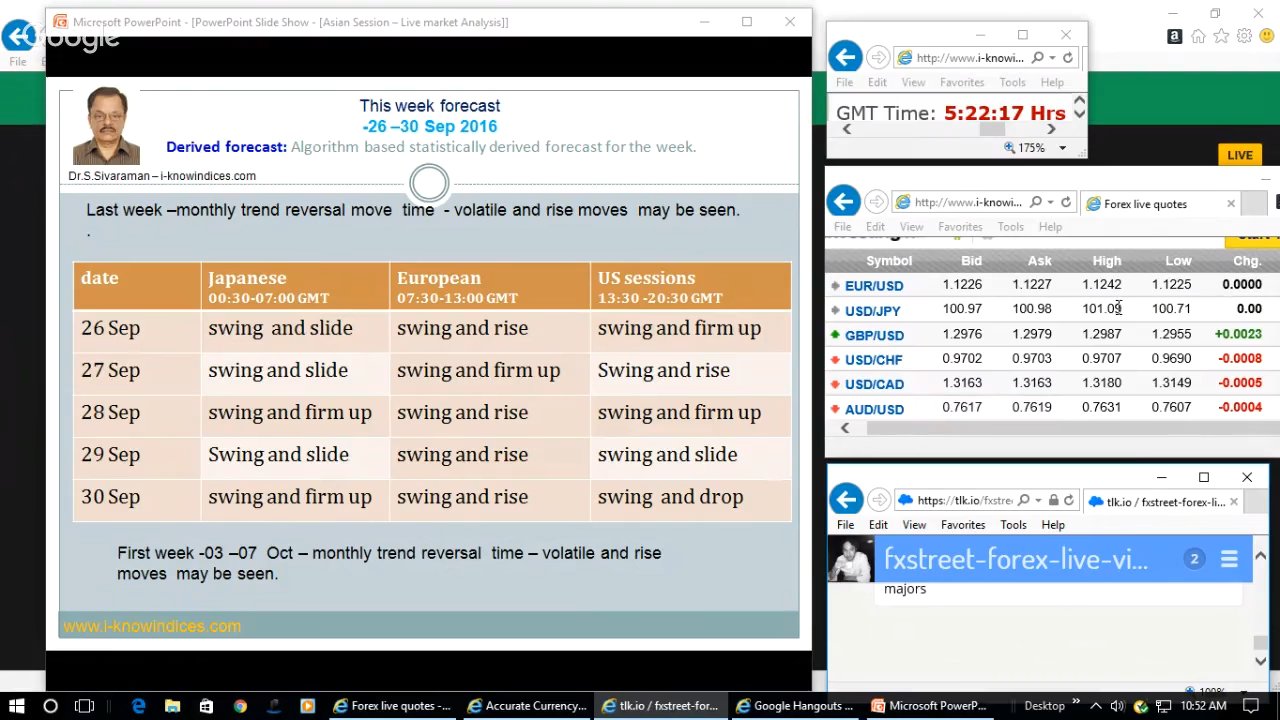 Microsoft PowerPoint - [PowerPoint Slide Show - [Asian Session – Live market Analysis]]
Google
File
This week forecast
-26 –30 Sep 2016
Derived forecast: Algorithm based statistically derived forecast for the week.
Dr.S.Sivaraman – i-knowindices.com
Last week –monthly trend reversal move time - volatile and rise moves may be seen.
.
date Japanese European US sessions
00:30-07:00 GMT 07:30-13:00 GMT 13:30 -20:30 GMT
26 Sep swing and slide swing and rise swing and firm up
27 Sep swing and slide swing and firm up Swing and rise
28 Sep swing and firm up swing and rise swing and firm up
29 Sep Swing and slide swing and rise swing and slide
30 Sep swing and firm up swing and rise swing and drop
First week -03 –07 Oct – monthly trend reversal time – volatile and rise
moves may be seen.
www.i-knowindices.com
http://www.i-knowi...
File Edit View Favorites Tools Help
GMT Time: 5:22:17 Hrs
175%
LIVE
http://www.i-knowi... Forex live quotes
File Edit View Favorites Tools Help
Symbol Bid Ask High Low Chg.
EUR/USD 1.1226 1.1227 1.1242 1.1225 0.0000
USD/JPY 100.97 100.98 101.09 100.71 0.00
GBP/USD 1.2976 1.2979 1.2987 1.2955 +0.0023
USD/CHF 0.9702 0.9703 0.9707 0.9690 -0.0008
USD/CAD 1.3163 1.3163 1.3180 1.3149 -0.0005
AUD/USD 0.7617 0.7619 0.7631 0.7607 -0.0004
https://tlk.io/fxstre tlk.io / fxstreet-forex-li...
File Edit View Favorites Tools Help
fxstreet-forex-live-vi... 2
majors
100%
Forex live quotes -... Accurate Currency... tlk.io / fxstreet-for... Google Hangouts ... Microsoft PowerP... Desktop 10:52 AM